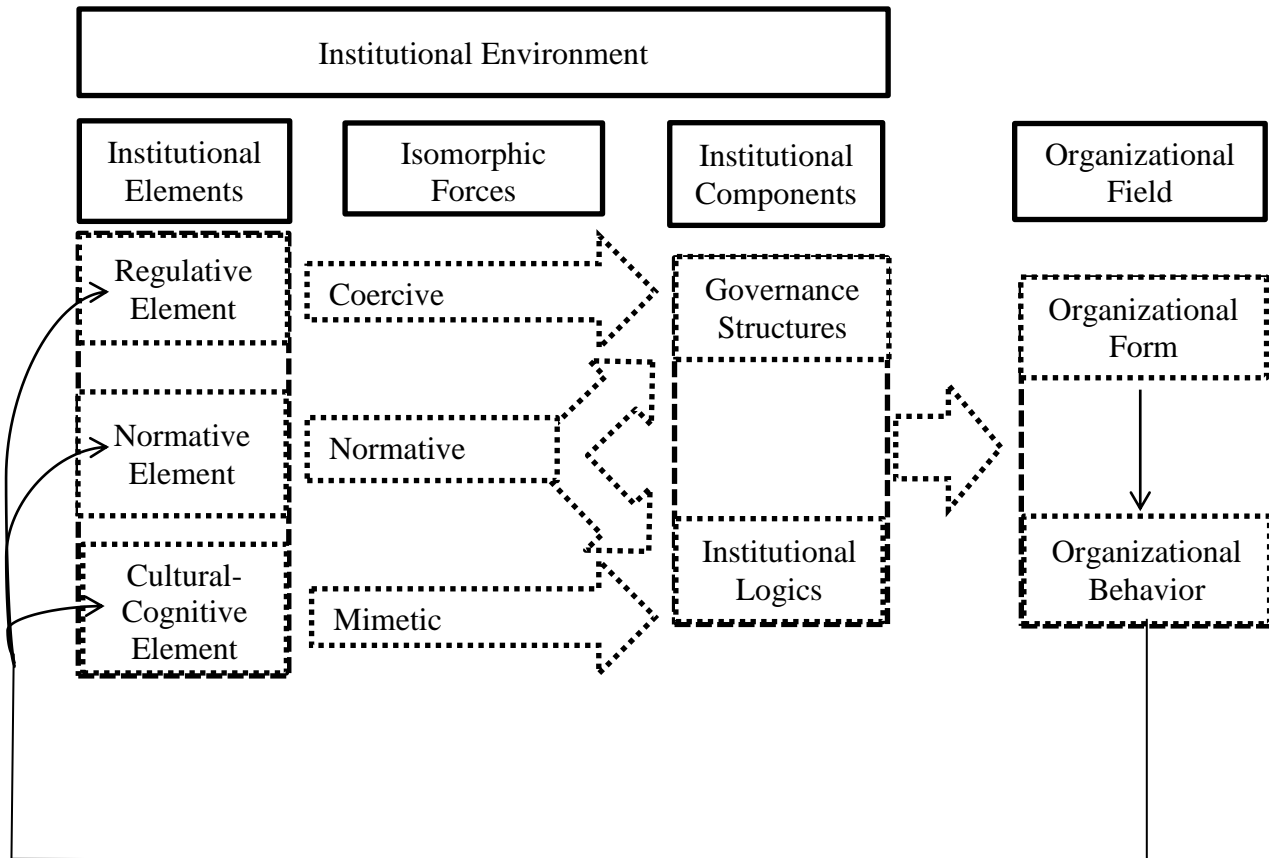 Institutional Environment
Institutional
Elements
Isomorphic
Forces
Institutional
Components
Organizational
Field
Regulative
Element
Coercive
Governance
Structures
Organizational
Form
Normative
Element
Normative
Cultural-
Cognitive
Element
Mimetic
Institutional
Logics
Organizational
Behavior